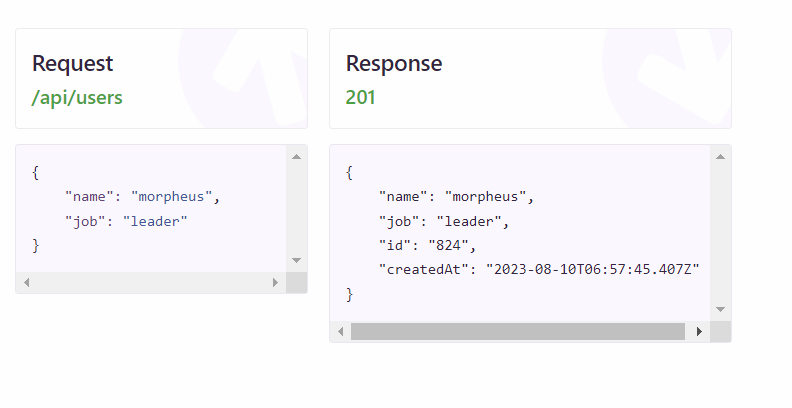 Request
/api/users
{
    "name": "morpheus",
    "job": "leader"
}
Response
201
{
    "name": "morpheus",
    "job": "leader",
    "id": "824",
    "createdAt": "2023-08-10T06:57:45.407Z"
}